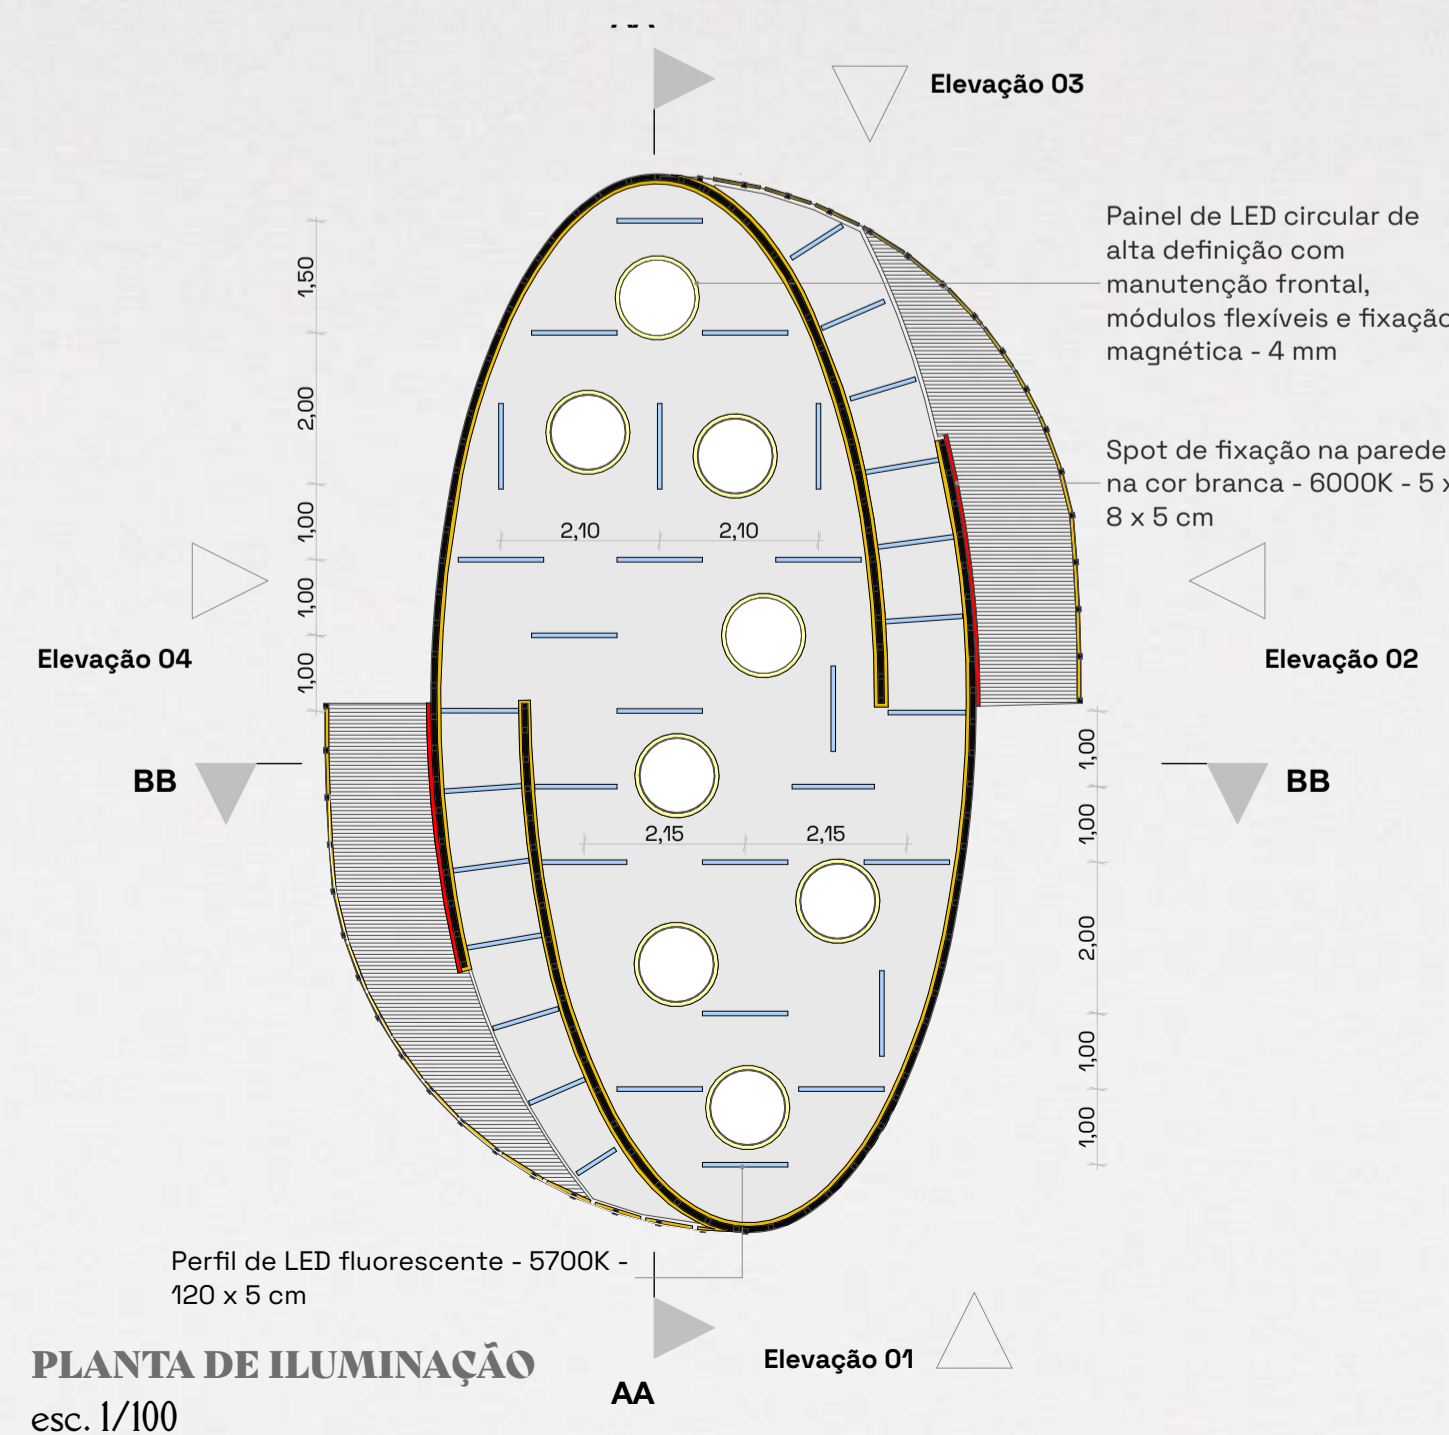 Elevação 03
Painel de LED circular de
alta definição com
manutenção frontal,
módulos flexíveis e fixação
magnética - 4 mm
1,50
2,00
Spot de fixação na parede
na cor branca - 6000K - 5 x
8 x 5 cm
1,00
2,10
2,10
1,00
Elevação 04
1,00
Elevação 02
BB
1,00
BB
1,00
2,15
2,15
2,00
1,00
1,00
Perfil de LED fluorescente - 5700K -
120 x 5 cm
Elevação 01
PLANTA DE ILUMINAÇÃO
AA
esc. 1/100